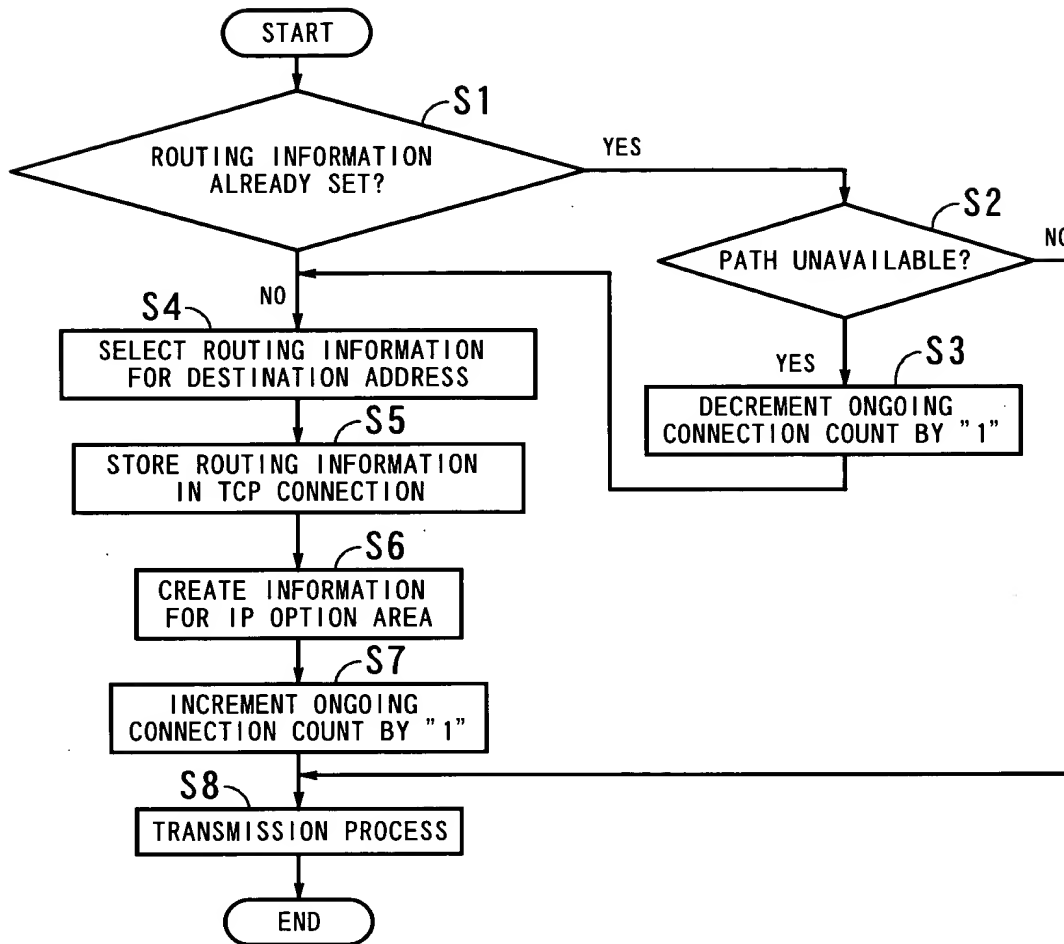 START
S1
ROUTING INFORMATION
ALREADY SET?
YES
S2
PATH UNAVAILABLE?
NO
NO
S4
SELECT ROUTING INFORMATION
FOR DESTINATION ADDRESS
YES
S3
DECREMENT ONGOING
CONNECTION COUNT BY "1"
S5
STORE ROUTING INFORMATION
IN TCP CONNECTION
S6
CREATE INFORMATION
FOR IP OPTION AREA
S7
INCREMENT ONGOING
CONNECTION COUNT BY "1"
S8
TRANSMISSION PROCESS
END